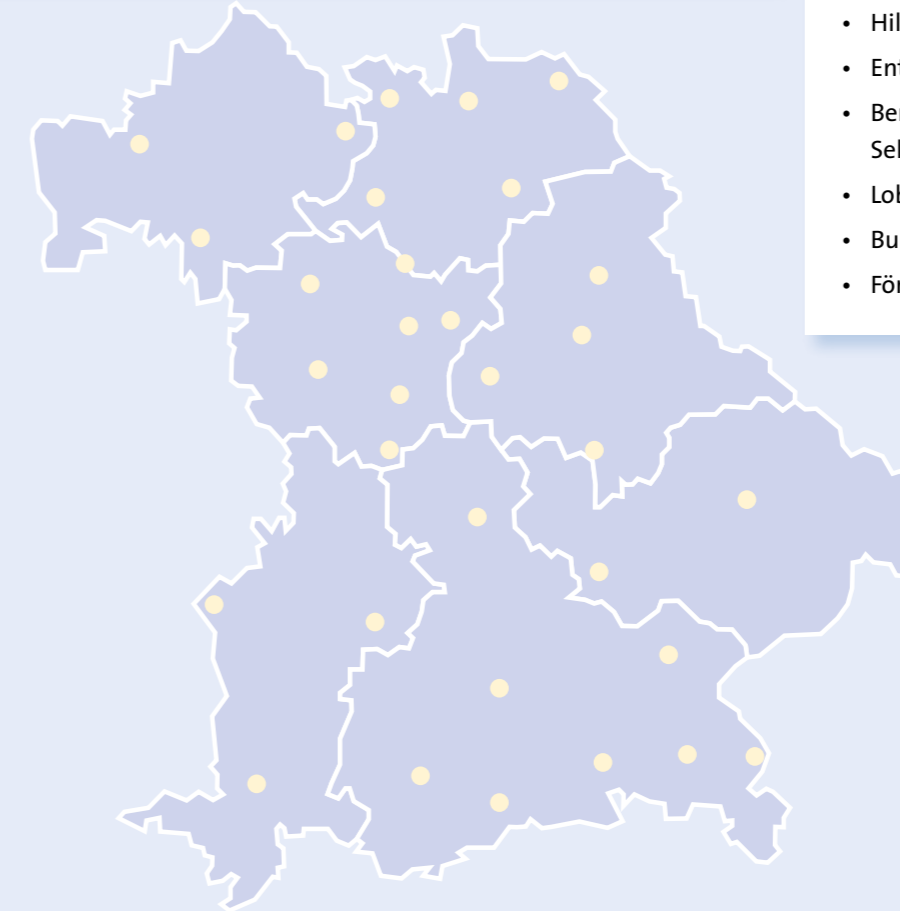 • Hil
• Ent
• Ber
Sel
• Lob
• Bu
• För